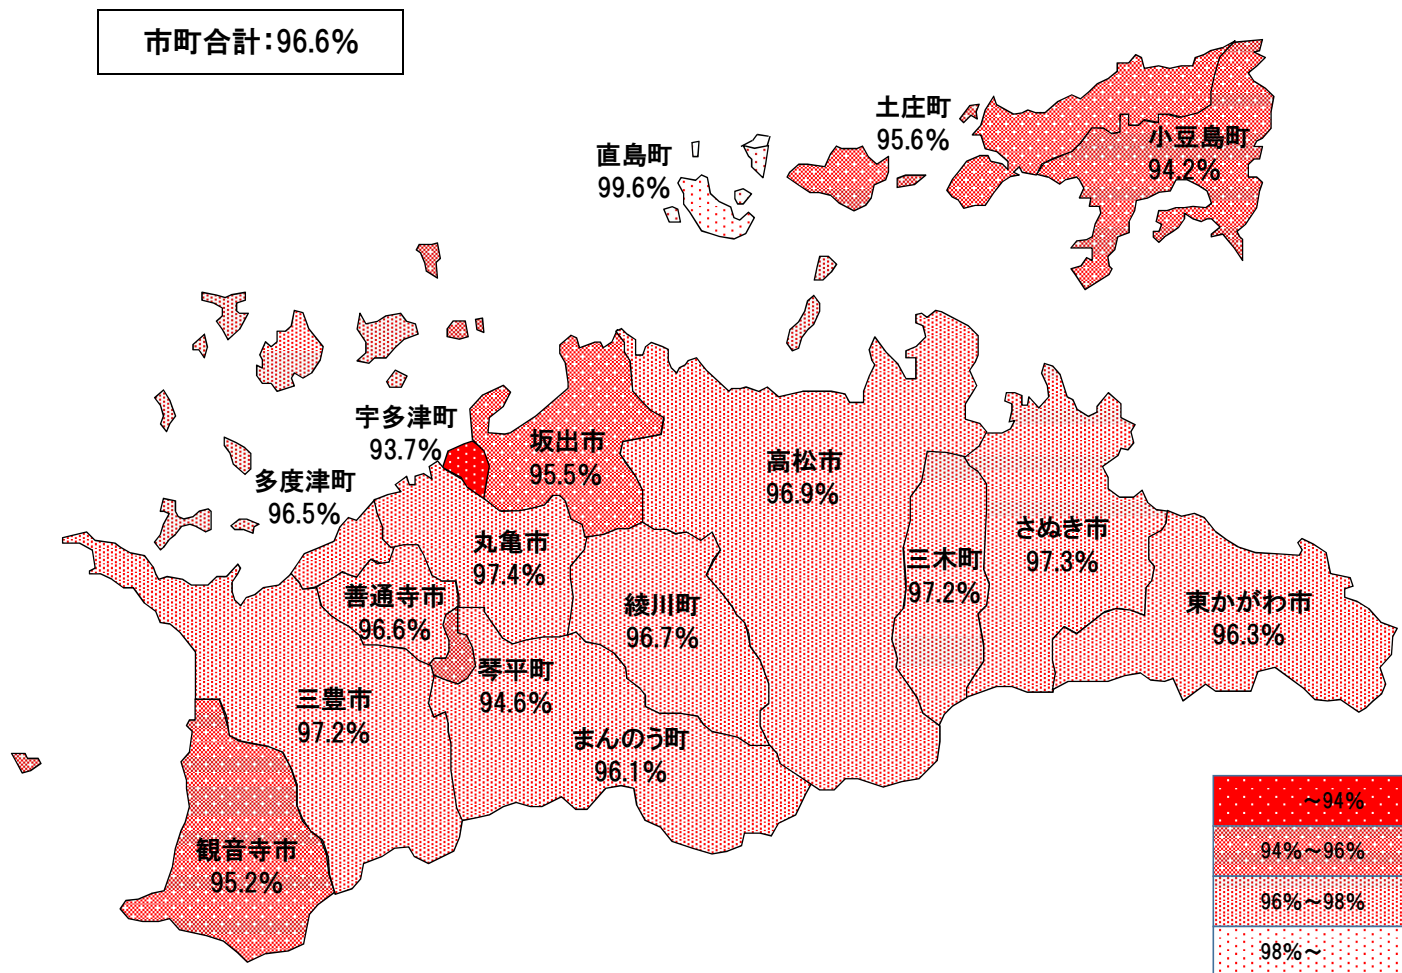 市町合計：96.6%
土庄町
95.6%
小豆島町
94.2%
直島町
99.6%
宇多津町
93.7%
坂出市
95.5%
高松市
96.9%
多度津町
96.5%
丸亀市
97.4%
さぬき市
97.3%
三木町
97.2%
善通寺市
96.6%
綾川町
96.7%
東かがわ市
96.3%
琴平町
94.6%
三豊市
97.2%
まんのう町
96.1%
観音寺市
95.2%
～94%
94%～96%
96%～98%
98%～